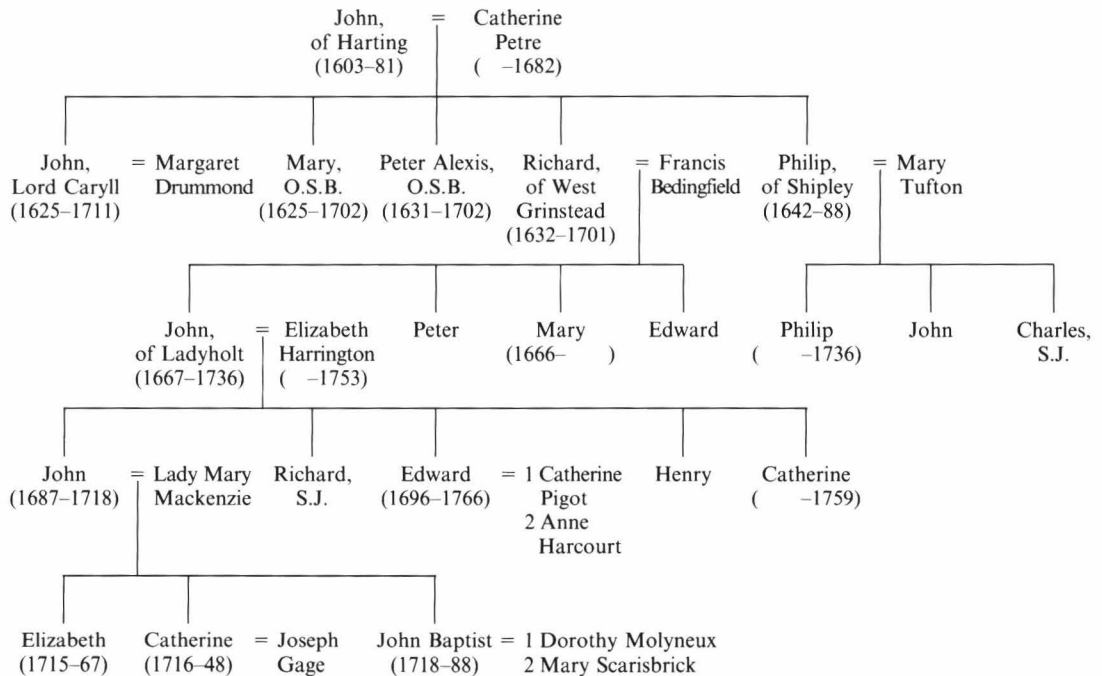 John, = Catherine
of Harting Petre
(1603–81) ( –1682)
John, = Margaret Mary, Peter Alexis, Richard, = Francis Philip, = Mary
Lord Caryll Drummond O.S.B. O.S.B. of West Bedingfield of Shipley Tufton
(1625–1711) (1625–1702) (1631–1702) Grinstead (1642–88)
(1632–1701)
John, = Elizabeth Peter Mary Edward Philip John Charles,
of Ladyholt Harrington (1666– ) ( –1736) S.J.
(1667–1736) ( –1753)
John = Lady Mary Richard, Edward = 1 Catherine Henry Catherine
(1687–1718) Mackenzie S.J. (1696–1766) Pigot ( –1759)
2 Anne
Harcourt
Elizabeth Catherine = Joseph John Baptist = 1 Dorothy Molyneux
(1715–67) (1716–48) Gage (1718–88) 2 Mary Scarisbrick